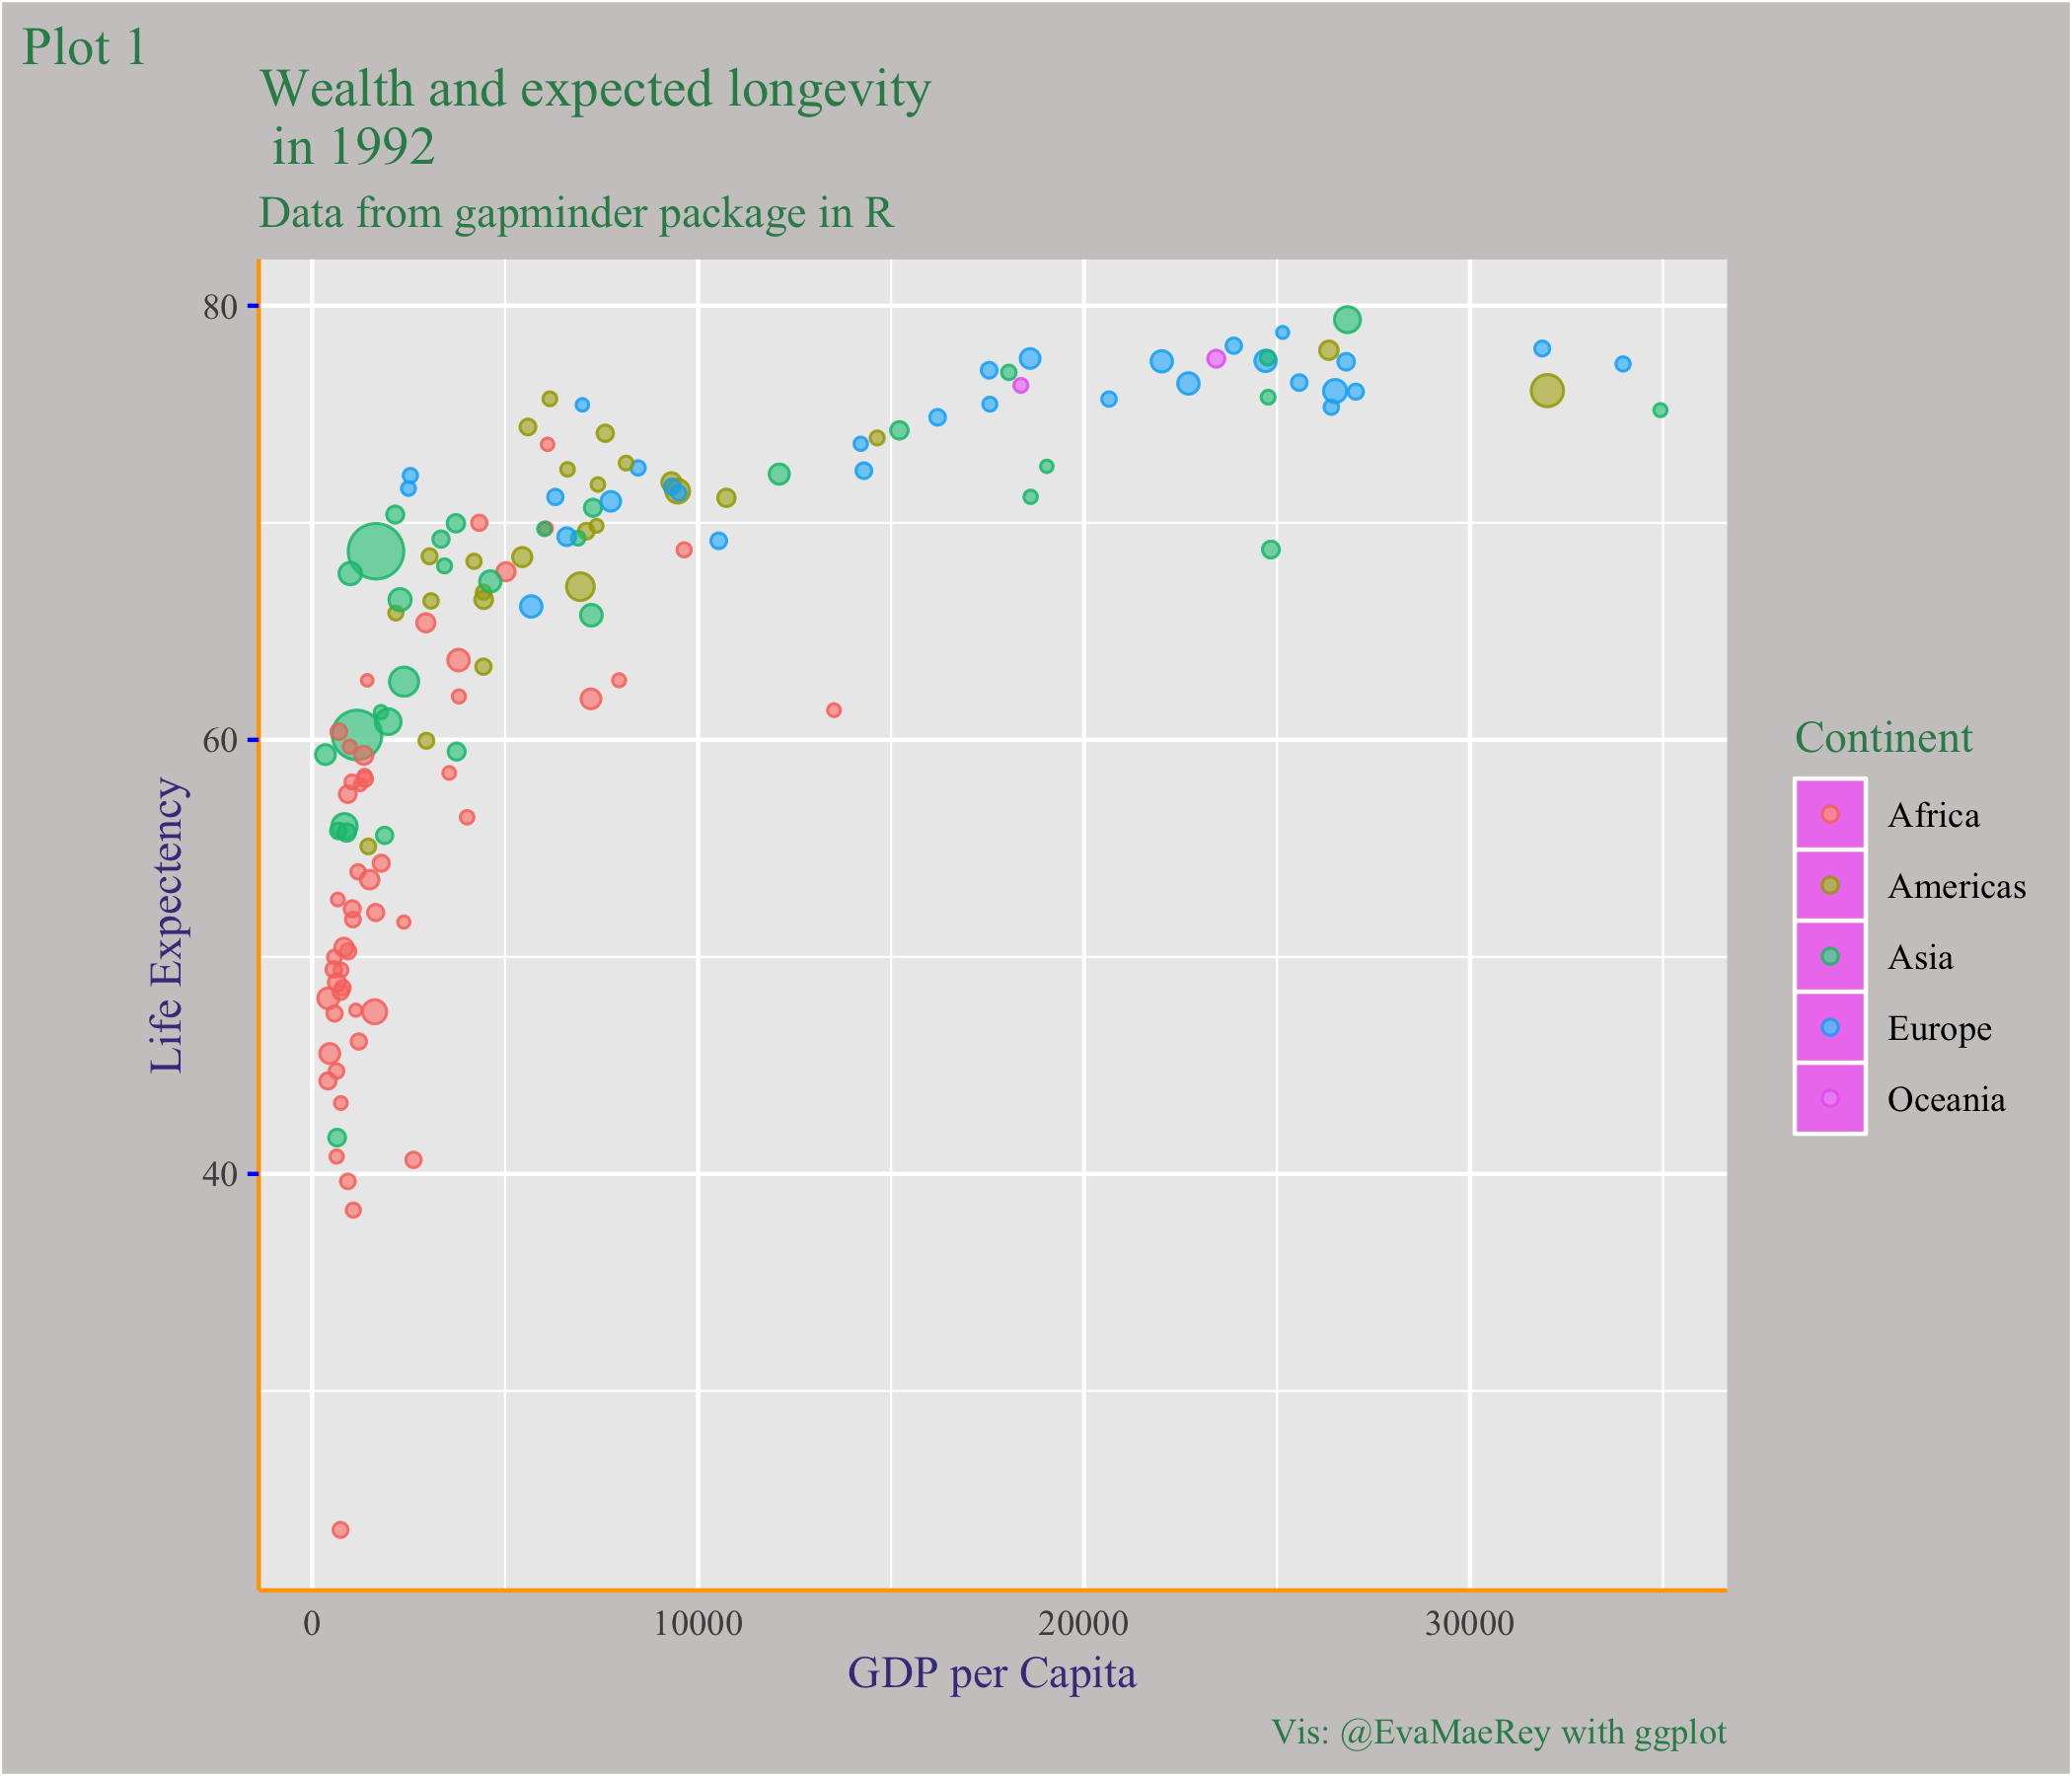 Plot 1
Wealth and expected longevity
in 1992
Data from gapminder package in R
80
60
40
Life Expectency
0
10000
20000
30000
GDP per Capita
Continent
Africa
Americas
Asia
Europe
Oceania
Vis: @EvaMaeRey with ggplot